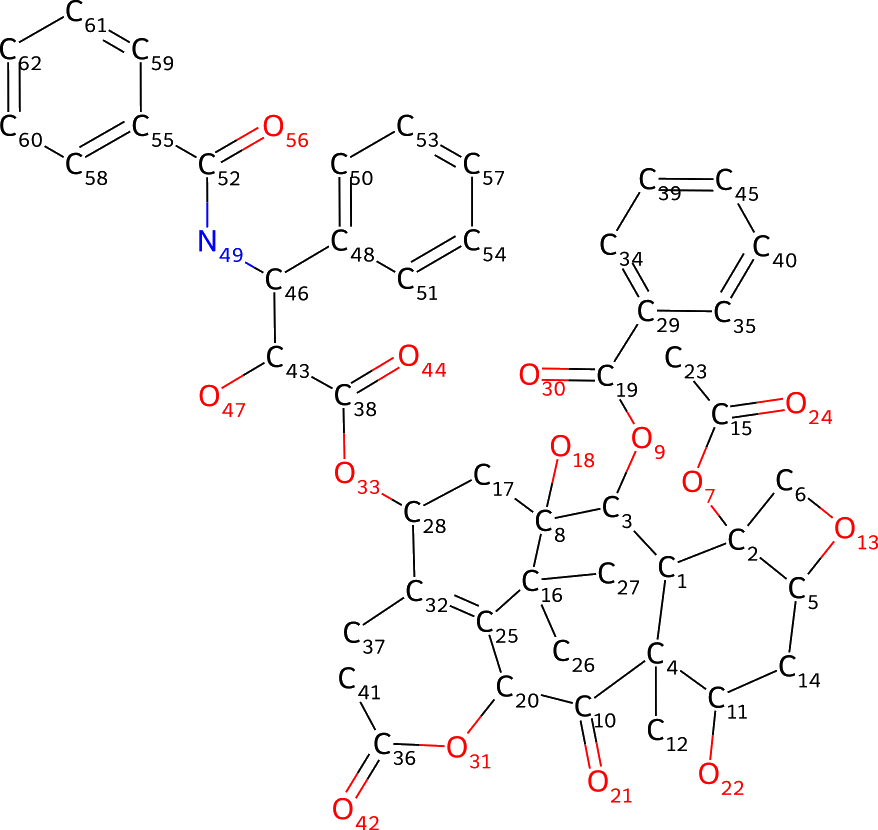 C61
C62 C59
C60 C55 O56 C53
C58 C52 C50 C57
C39 C45
N49 C48 C54 C34 C40
C46 C51
C29 C35
C43 O44 C23
O47 C38 O30 C19 C15 O24
O18 O9
O33 C17 O7 C6
C28 C8 C3 C2 O13
C16 C27 C1 C5
C32 C25
C37 C26 C4 C14
C41 C20 C10 C11
C36 O31 C12
O42 O21 O22